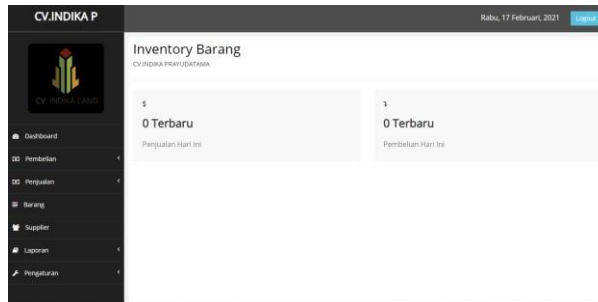 CV.INDIKA P
Rabu, 17 Februari, 2021
Logout
CV. INDIKA LAND
Dashboard
Pembelian
Penjualan
Barang
Supplier
Laporan
Pengaturan
Inventory Barang
CV.INDIKA PRAYUDATAMA
0 Terbaru
Penjualan Hari Ini
0 Terbaru
Pembelian Hari Ini